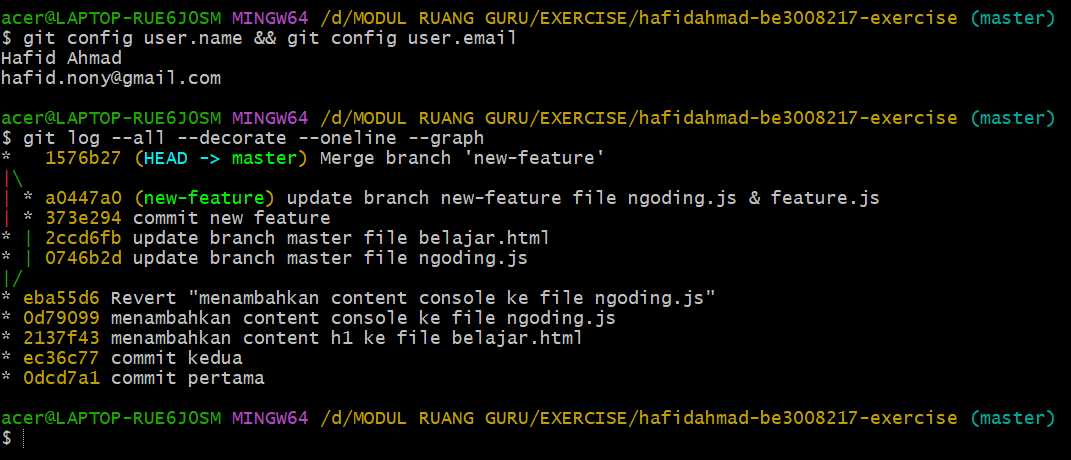 acer@LAPTOP-RUE6J0SM MINGW64 /d/MODUL RUANG GURU/EXERCISE/hafidahmad-be3008217-exercise (master)
$ git config user.name && git config user.email
Hafid Ahmad
hafid.nony@gmail.com
acer@LAPTOP-RUE6J0SM MINGW64 /d/MODUL RUANG GURU/EXERCISE/hafidahmad-be3008217-exercise (master)
$ git log --all --decorate --oneline --graph
*   1576b27 (HEAD -> master) Merge branch 'new-feature'
|\
| * a0447a0 (new-feature) update branch new-feature file ngoding.js & feature.js
| * 373e294 commit new feature
* | 2ccd6fb update branch master file belajar.html
* | 0746b2d update branch master file ngoding.js
|/
* eba55d6 Revert "menambahkan content console ke file ngoding.js"
* 0d79099 menambahkan content console ke file ngoding.js
* 2137f43 menambahkan content h1 ke file belajar.html
* ec36c77 commit kedua
* 0dcd7a1 commit pertama
acer@LAPTOP-RUE6J0SM MINGW64 /d/MODUL RUANG GURU/EXERCISE/hafidahmad-be3008217-exercise (master)
$